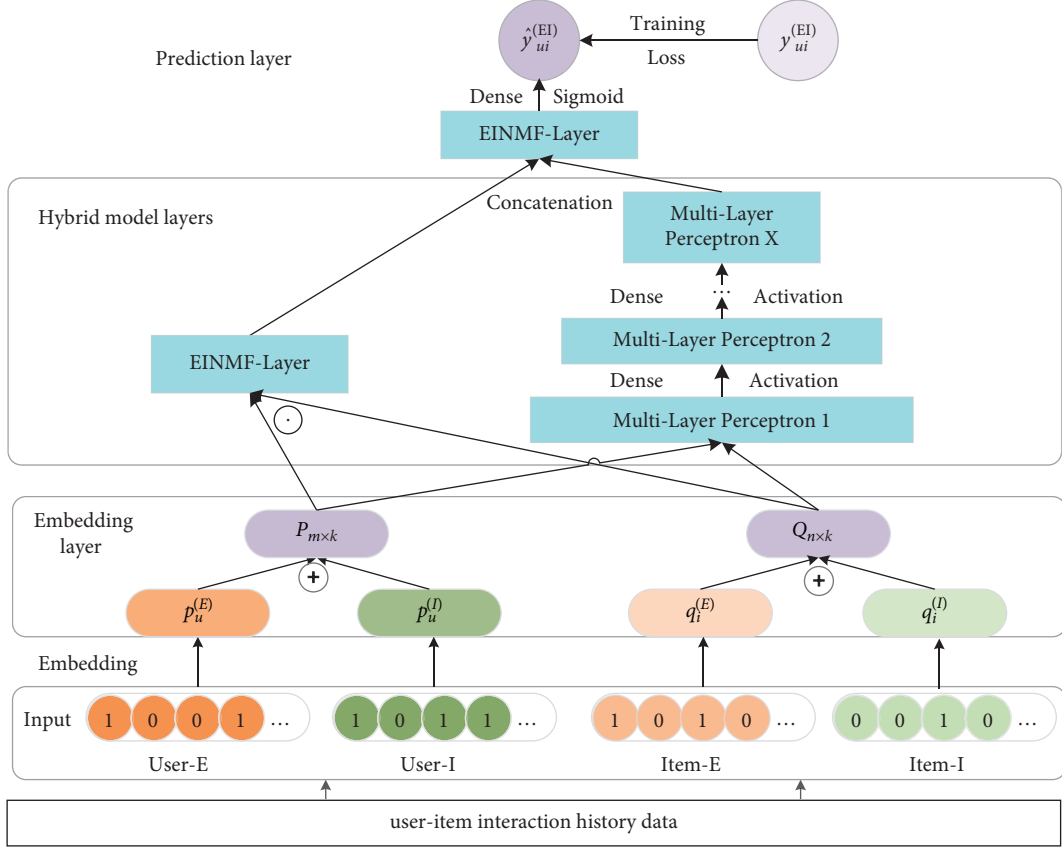 ŷ_ui^(EI)
Training
Loss
y_ui^(EI)
Prediction layer
Dense
Sigmoid
EINMF-Layer
Hybrid model layers
Concatenation
Multi-Layer
Perceptron X
...
Dense
Activation
Multi-Layer Perceptron 2
EINMF-Layer
Dense
Activation
Multi-Layer Perceptron 1
·
Embedding
layer
P_m×k
Q_n×k
+
+
p_u^(E)
p_u^(I)
q_i^(E)
q_i^(I)
Embedding
Input
1 0 0 1 ...
1 0 1 1 ...
1 0 1 0 ...
0 0 1 0 ...
User-E
User-I
Item-E
Item-I
user-item interaction history data